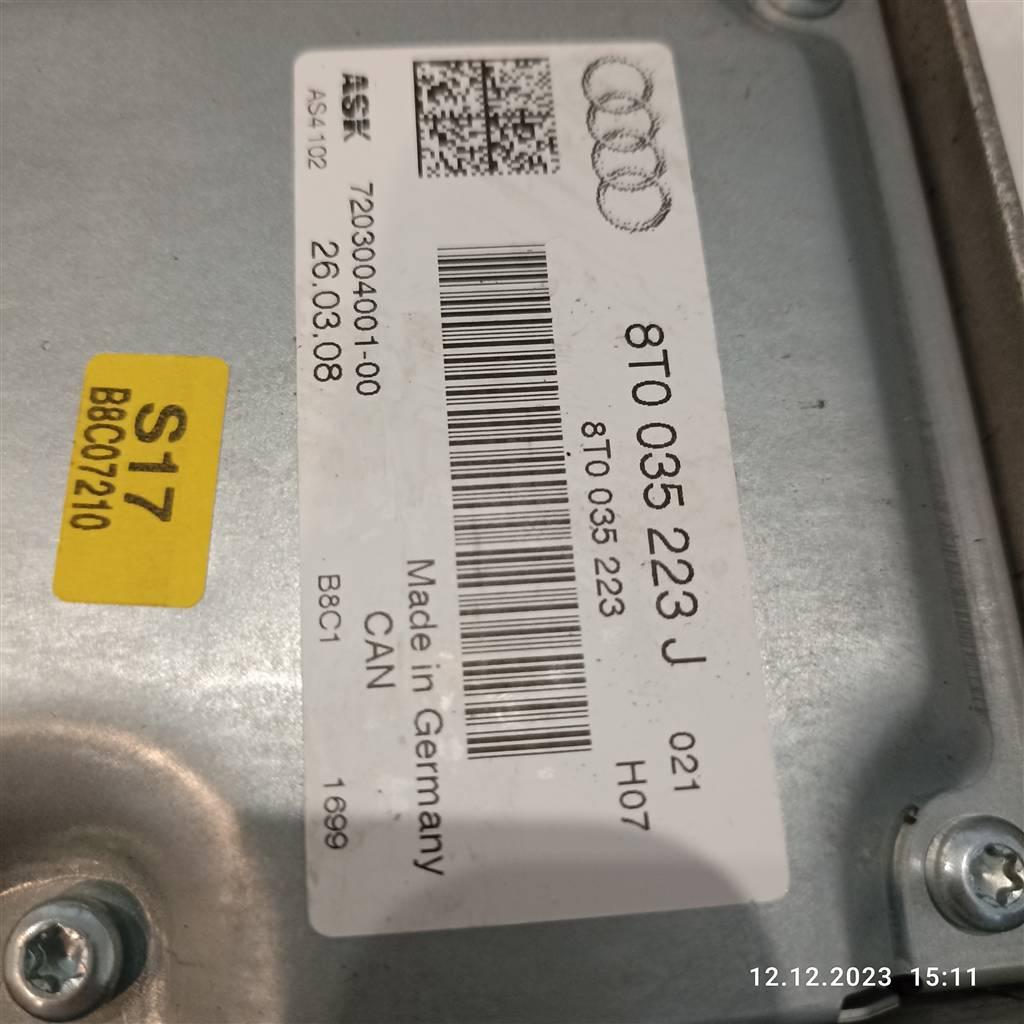 8T0 035 223 J 021
8T0 035 223 H07
Made in Germany
CAN
ASK 7203004001-00
AS4102 26.03.08 B8C1 1699
S17
B8C07210
12.12.2023 15:11